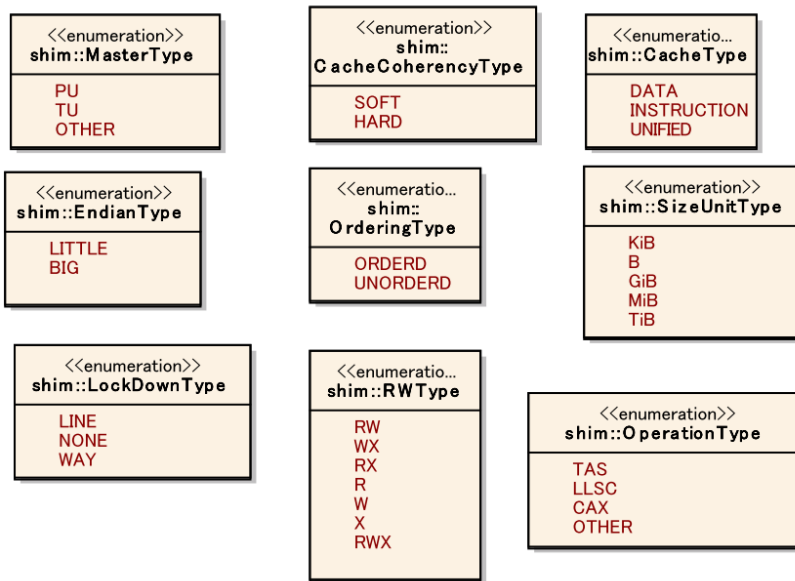 <<enumeration>>
shim::MasterType
PU
TU
OTHER
<<enumeration>>
shim::
CacheCoherencyType
SOFT
HARD
<<enumeratio...
shim::CacheType
DATA
INSTRUCTION
UNIFIED
<<enumeration>>
shim::EndianType
LITTLE
BIG
<<enumeratio...
shim::
OrderingType
ORDERD
UNORDERD
<<enumeration>>
shim::SizeUnitType
KiB
B
GiB
MiB
TiB
<<enumeration>>
shim::LockDownType
LINE
NONE
WAY
<<enumeratio...
shim::RWType
RW
WX
RX
R
W
X
RWX
<<enumeration>>
shim::OperationType
TAS
LLSC
CAX
OTHER